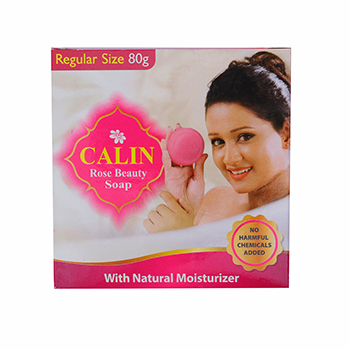 Regular Size 80g
CALIN
Rose Beauty
Soap
NO
HARMFUL
CHEMICALS
ADDED
With Natural Moisturizer